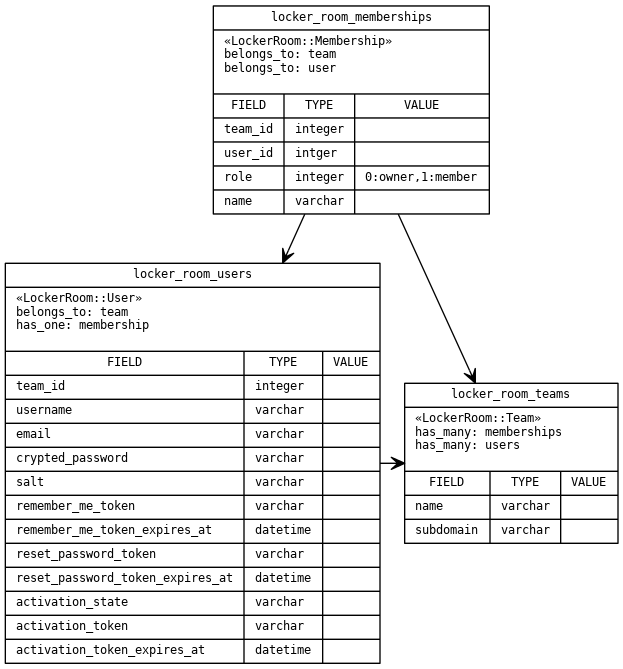 locker_room_memberships
«LockerRoom::Membership»
belongs_to: team
belongs_to: user
FIELD TYPE VALUE
team_id integer
user_id intger
role integer 0:owner,1:member
name varchar
locker_room_users
«LockerRoom::User»
belongs_to: team
has_one: membership
FIELD TYPE VALUE
team_id integer
username varchar
email varchar
crypted_password varchar
salt varchar
remember_me_token varchar
remember_me_token_expires_at datetime
reset_password_token varchar
reset_password_token_expires_at datetime
activation_state varchar
activation_token varchar
activation_token_expires_at datetime
locker_room_teams
«LockerRoom::Team»
has_many: memberships
has_many: users
FIELD TYPE VALUE
name varchar
subdomain varchar